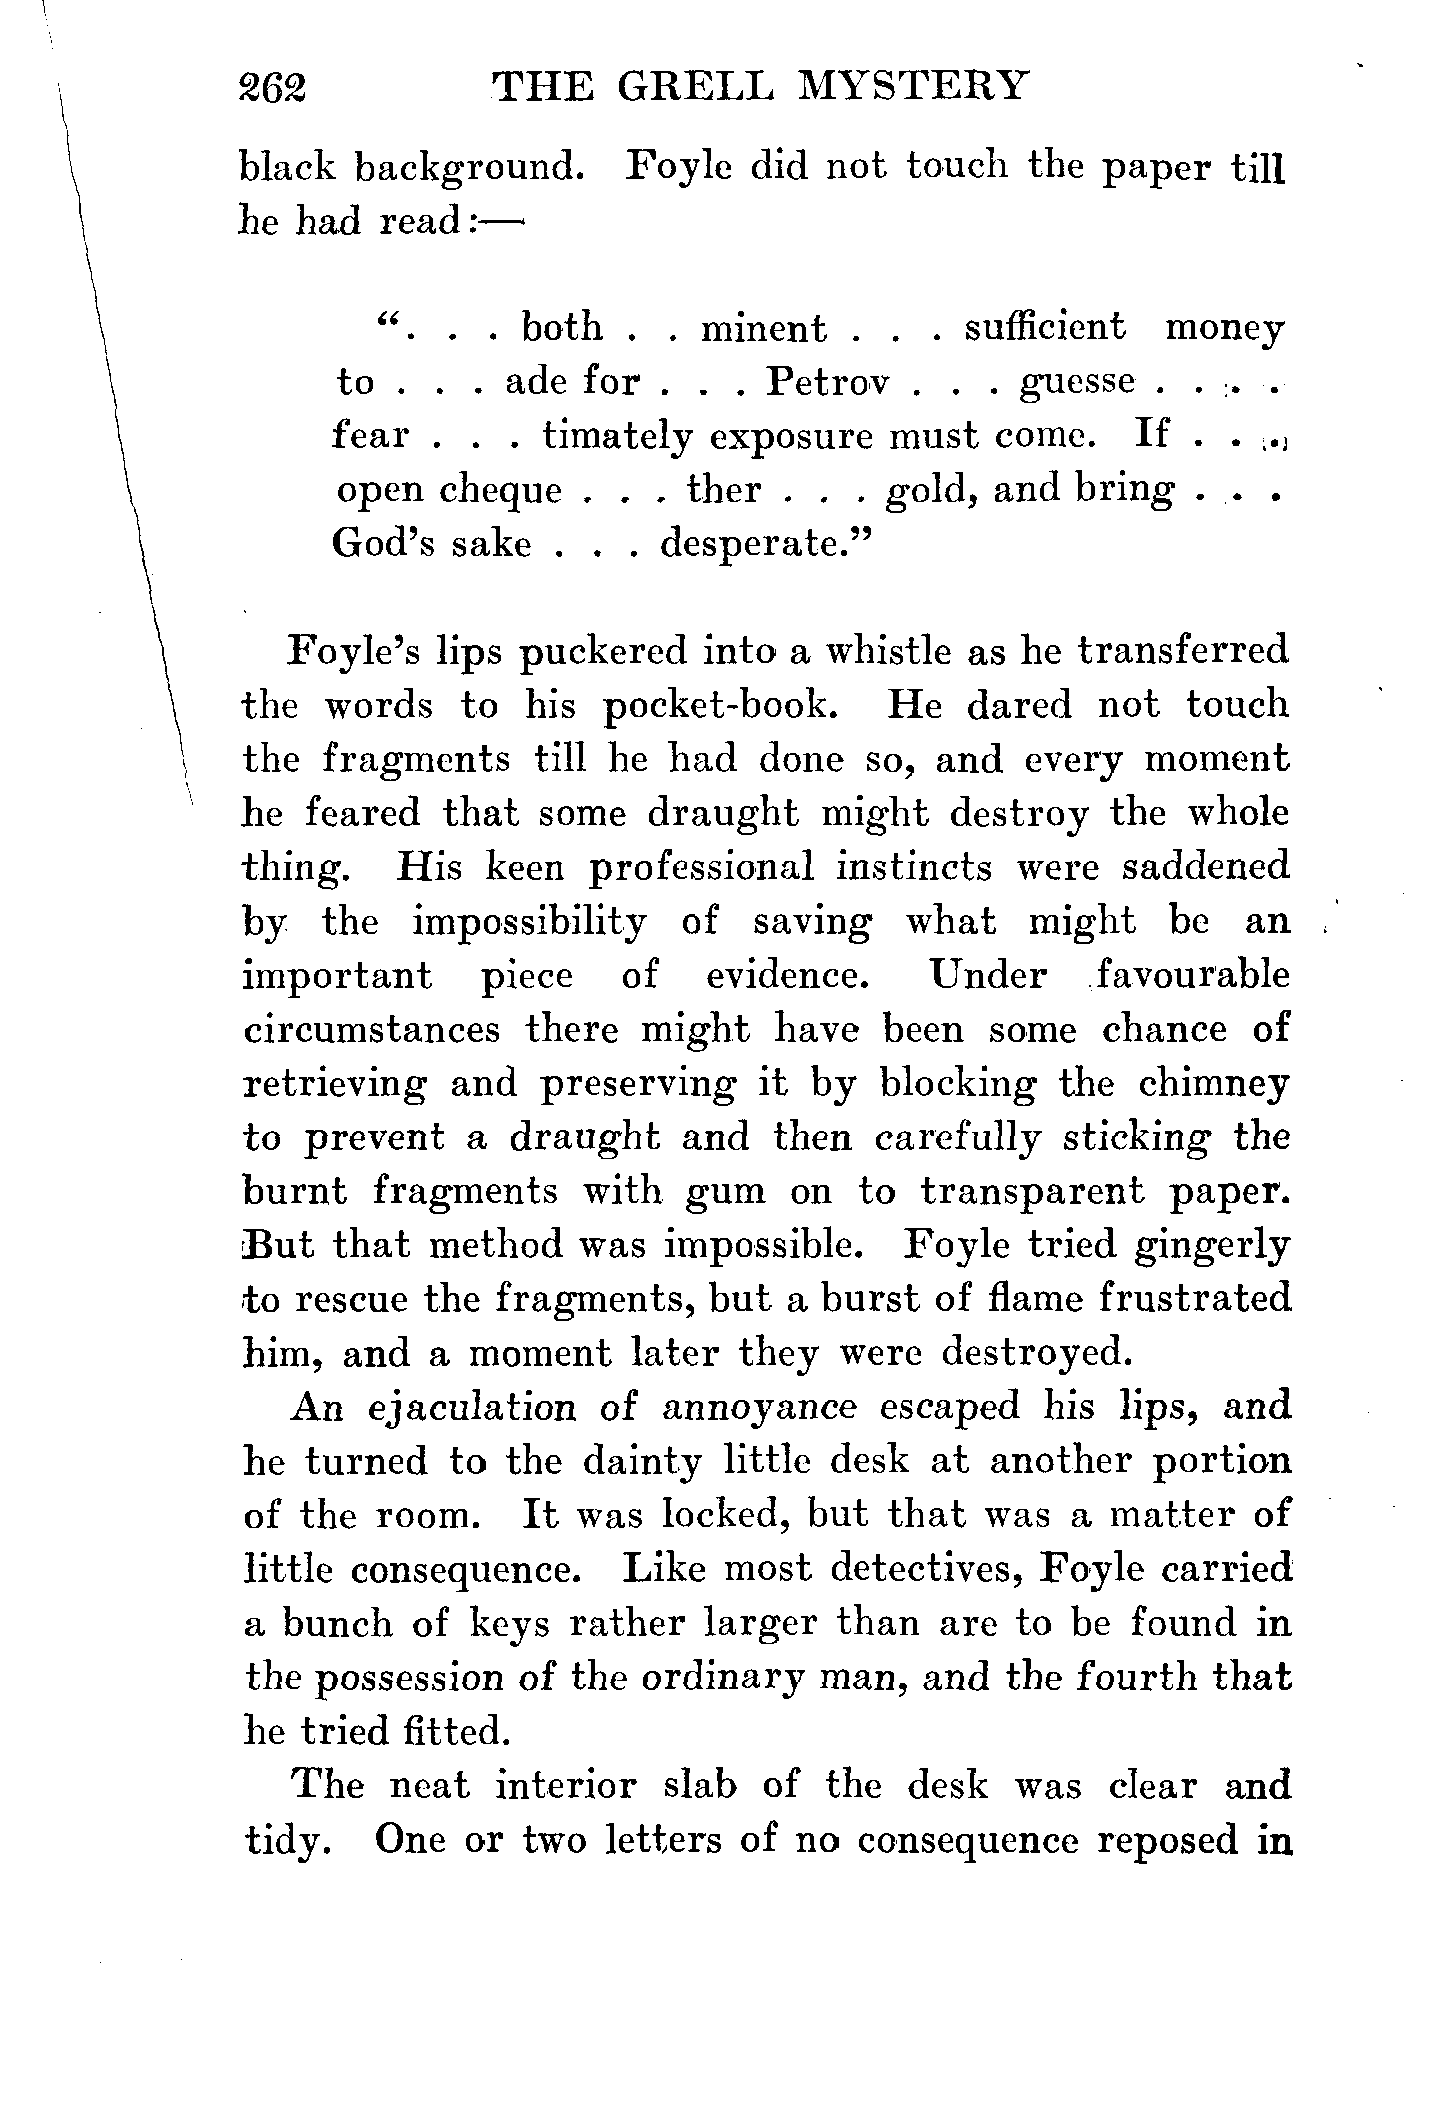 262 THE GRELL MYSTERY
black background. Foyle did not touch the paper till
he had read:—
". . . both . . minent . . . sufficient money
to . . . ade for . . . Petrov . . . guesse . . . .
fear . . . timately exposure must come. If . . . .
open cheque . . . ther . . . gold, and bring . . .
God's sake . . . desperate."
Foyle's lips puckered into a whistle as he transferred
the words to his pocket-book. He dared not touch
the fragments till he had done so, and every moment
he feared that some draught might destroy the whole
thing. His keen professional instincts were saddened
by the impossibility of saving what might be an
important piece of evidence. Under favourable
circumstances there might have been some chance of
retrieving and preserving it by blocking the chimney
to prevent a draught and then carefully sticking the
burnt fragments with gum on to transparent paper.
But that method was impossible. Foyle tried gingerly
to rescue the fragments, but a burst of flame frustrated
him, and a moment later they were destroyed.
An ejaculation of annoyance escaped his lips, and
he turned to the dainty little desk at another portion
of the room. It was locked, but that was a matter of
little consequence. Like most detectives, Foyle carried
a bunch of keys rather larger than are to be found in
the possession of the ordinary man, and the fourth that
he tried fitted.
The neat interior slab of the desk was clear and
tidy. One or two letters of no consequence reposed in